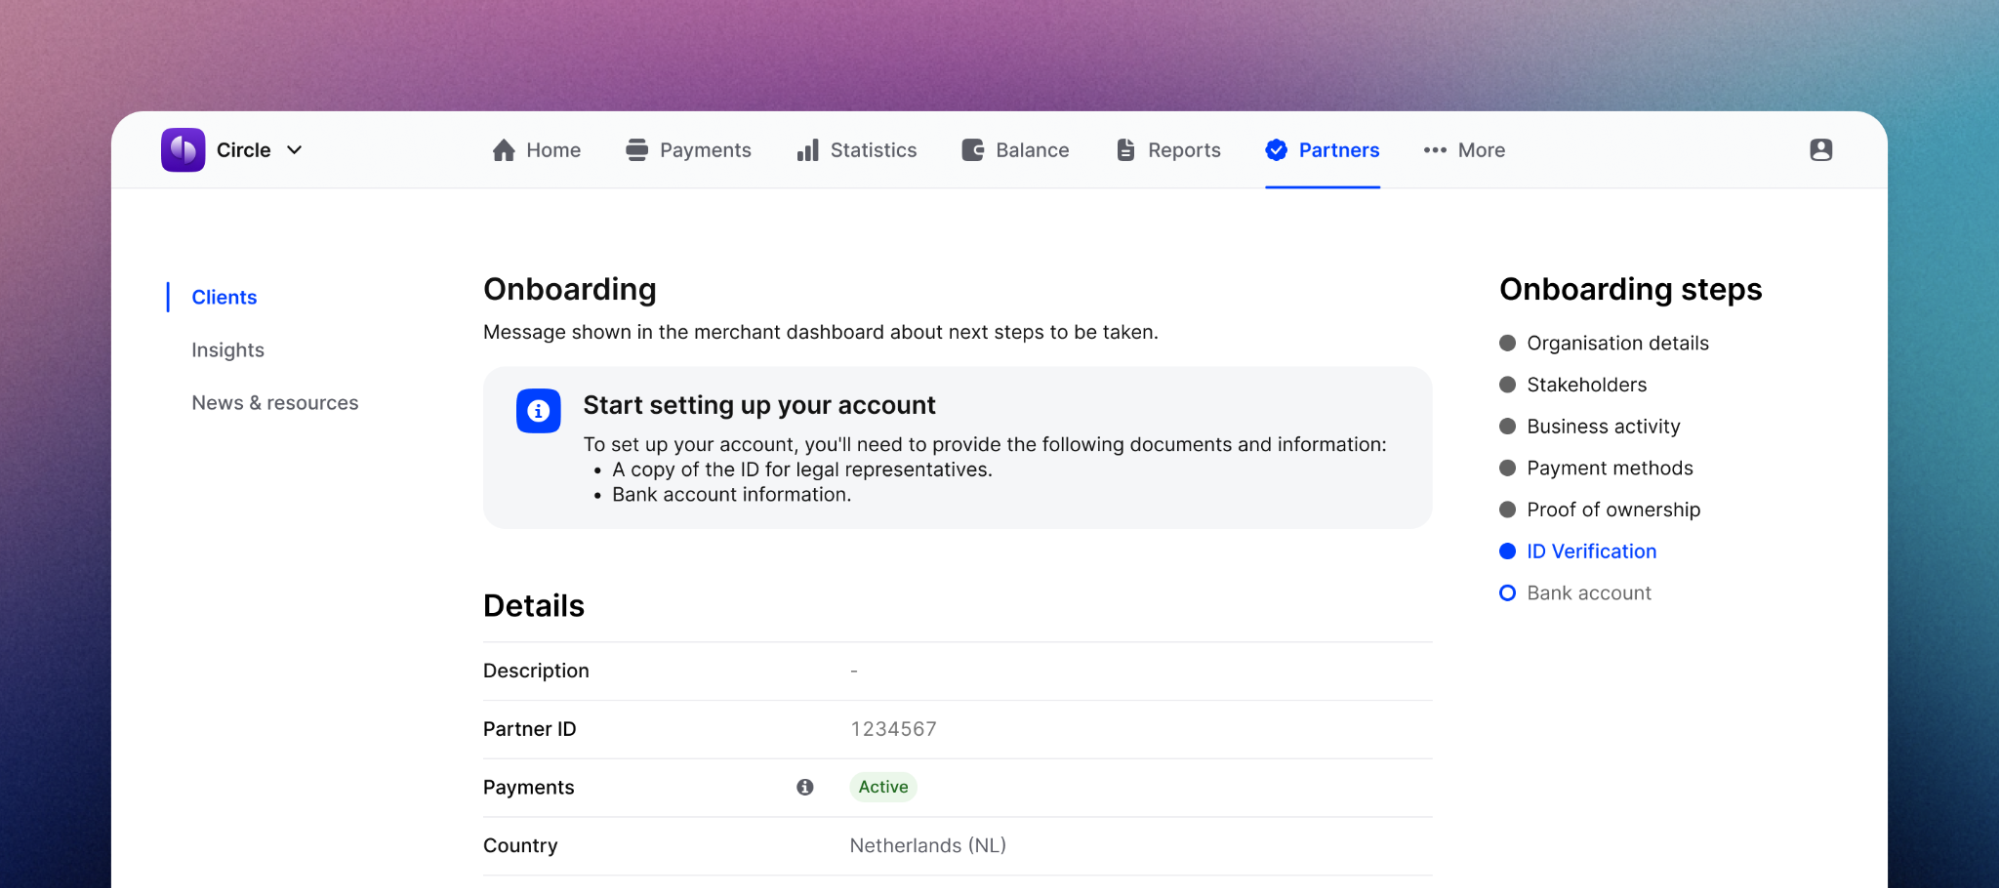 Circle
Home
Payments
Statistics
Balance
Reports
Partners
More
Clients
Insights
News & resources
Onboarding
Message shown in the merchant dashboard about next steps to be taken.
Start setting up your account
To set up your account, you'll need to provide the following documents and information:
• A copy of the ID for legal representatives.
• Bank account information.
Details
Description -
Partner ID 1234567
Payments Active
Country Netherlands (NL)
Onboarding steps
Organisation details
Stakeholders
Business activity
Payment methods
Proof of ownership
ID Verification
Bank account